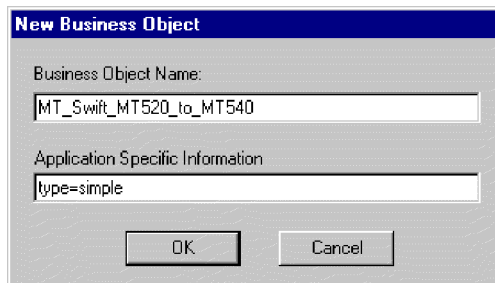 New Business Object
Business Object Name:
MT_Swift_MT520_to_MT540
Application Specific Information
type=simple
OK
Cancel